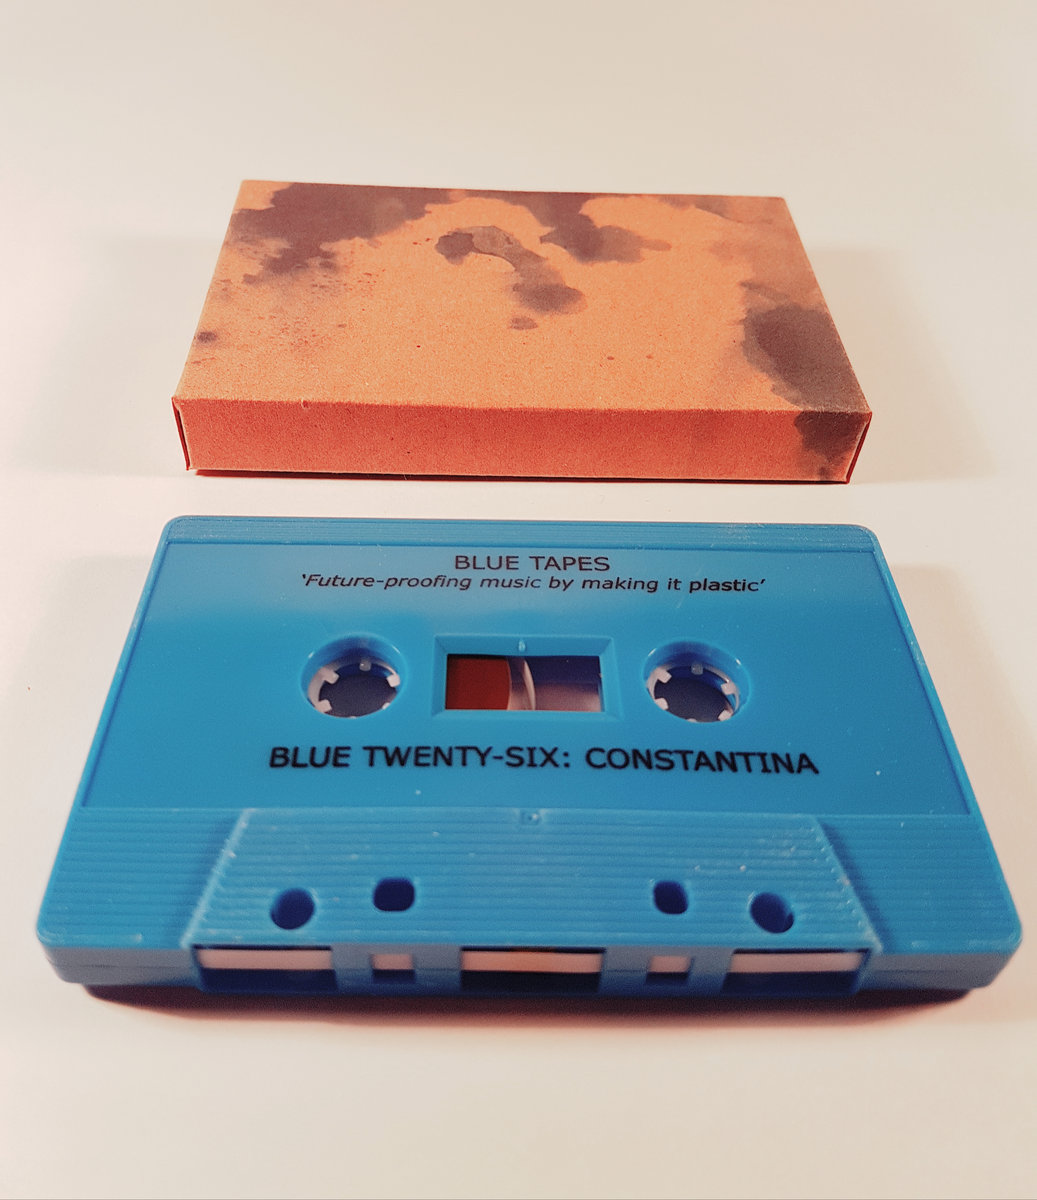 BLUE TAPES
‘Future-proofing music by making it plastic’
BLUE TWENTY-SIX: CONSTANTINA